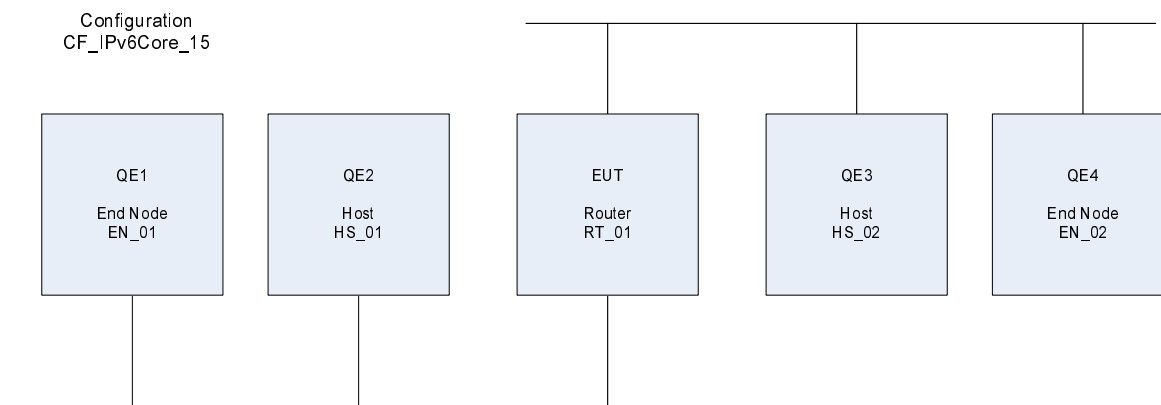 Configuration
CF_IPv6Core_15
QE1
End Node
EN_01
QE2
Host
HS_01
EUT
Router
RT_01
QE3
Host
HS_02
QE4
End Node
EN_02